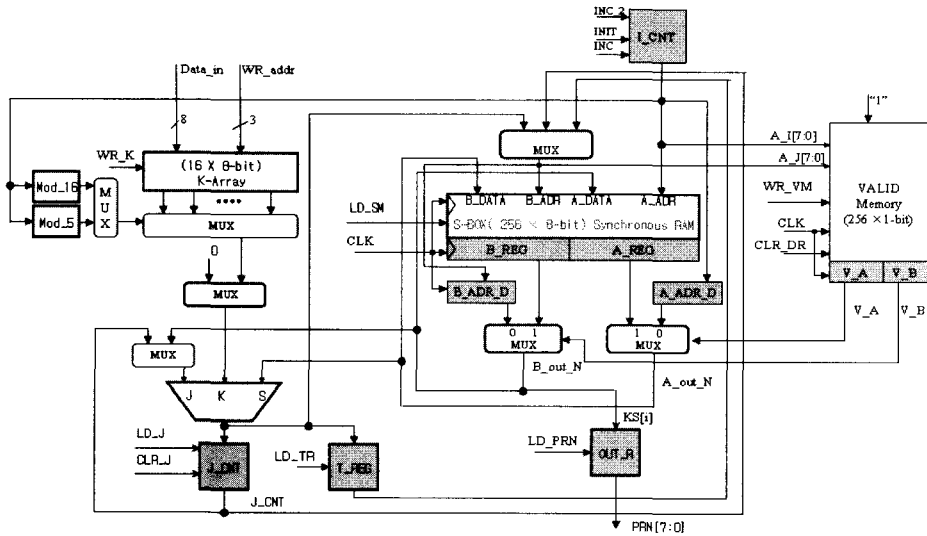 INC_2
INIT
INC
I_CNT
Data_in
WR_addr
8
3
"1"
WR_K
(16 X 8-bit)
K-Array
Mod_16
Mod_5
MUX
MUX
0
MUX
MUX
J K S
LD_J
CLR_J
J_CNT
J_CNT
LD_TR
T_REG
MUX
B_DATA B_ADR A_DATA A_ADR
S-BOX( 256 X 8-bit) Synchronous RAM
LD_SM
CLK
B_REG A_REG
B_ADR_D
A_ADR_D
0 1
MUX
1 0
MUX
B_out_N
A_out_N
KS[i]
LD_PRN
OUT_R
PRN[7:0]
A_I[7:0]
A_J[7:0]
WR_VM
CLK
CLR_DR
VALID
Memory
(256 ×1-bit)
V_A V_B
V_A
V_B